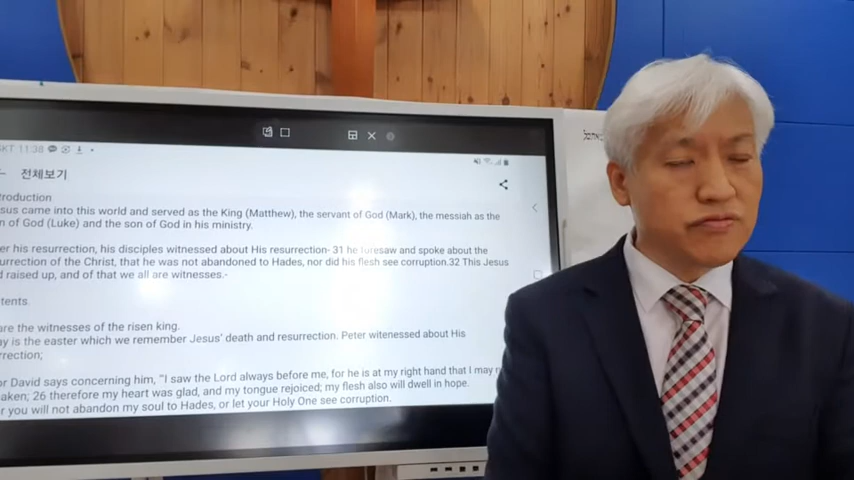 SKT 11:38
전체보기
troduction
sus came into this world and served as the King (Matthew), the servant of God (Mark), the messiah as the
n of God (Luke) and the son of God in his ministry.
er his resurrection, his disciples witnessed about His resurrection- 31 he foresaw and spoke about the
urrection of the Christ, that he was not abandoned to Hades, nor did his flesh see corruption.32 This Jesus
d raised up, and of that we all are witnesses.-
tents.
are the witnesses of the risen king.
ay is the easter which we remember Jesus' death and resurrection. Peter witenessed about His
rrection;
or David says concerning him, "'I saw the Lord always before me, for he is at my right hand that I may n
aken; 26 therefore my heart was glad, and my tongue rejoiced; my flesh also will dwell in hope.
r you will not abandon my soul to Hades, or let your Holy One see corruption.